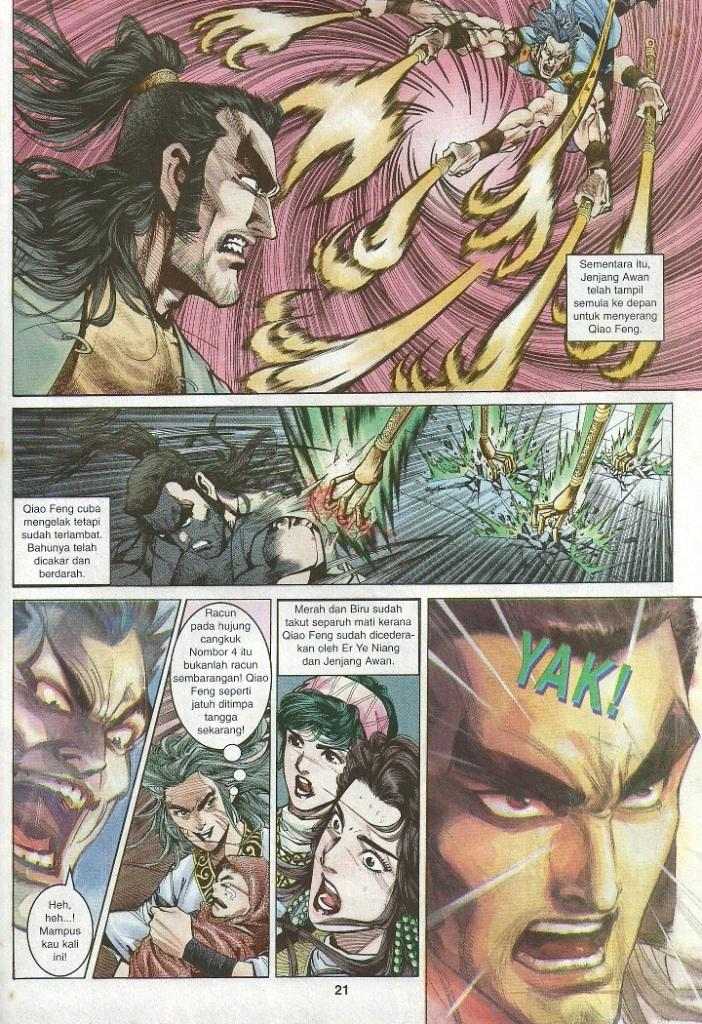 Sementara itu,
Jenjang Awan
telah tampil
semula ke depan
untuk menyerang
Qiao Feng.
Qiao Feng cuba
mengelak tetapi
sudah terlambat.
Bahunya telah
dicakar dan
berdarah.
Heh,
heh...!
Mampus
kau kali
ini!
Racun
pada hujung
cangkuk
Nombor 4 itu
bukanlah racun
sembarangan! Qiao
Feng seperti
jatuh ditimpa
tangga
sekarang!
Merah dan Biru sudah
takut separuh mati kerana
Qiao Feng sudah dicedera-
kan oleh Er Ye Niang
dan Jenjang Awan.
YAK!
21